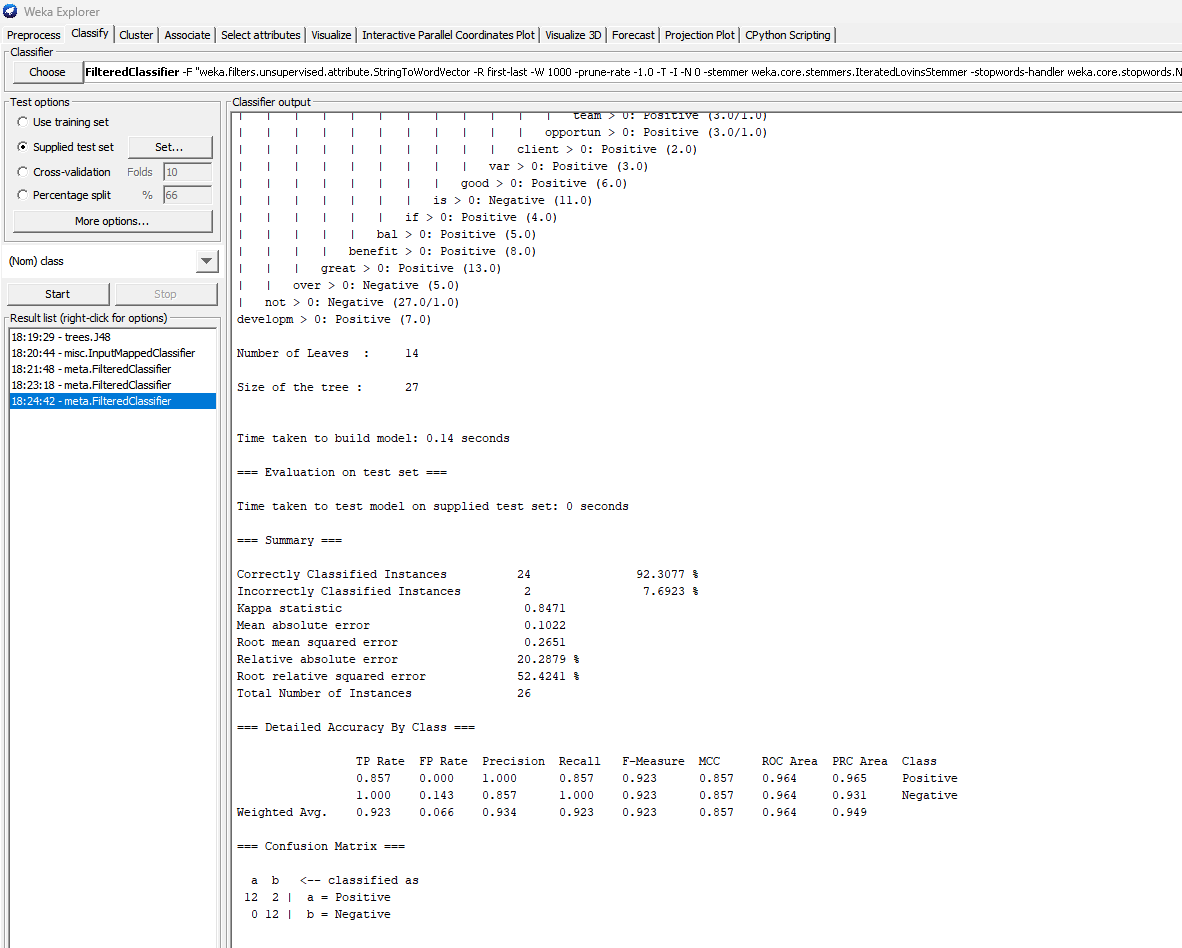 Weka Explorer
Preprocess Classify Cluster Associate Select attributes Visualize Interactive Parallel Coordinates Plot Visualize 3D Forecast Projection Plot CPython Scripting
Classifier
Choose FilteredClassifier -F "weka.filters.unsupervised.attribute.StringToWordVector -R first-last -W 1000 -prune-rate -1.0 -T -I -N 0 -stemmer weka.core.stemmers.IteratedLovinsStemmer -stopwords-handler weka.core.stopwords.N
Test options
Use training set
Supplied test set Set...
Cross-validation Folds 10
Percentage split % 66
More options...
(Nom) class
Start Stop
Result list (right-click for options)
18:19:29 - trees.J48
18:20:44 - misc.InputMappedClassifier
18:21:48 - meta.FilteredClassifier
18:23:18 - meta.FilteredClassifier
18:24:42 - meta.FilteredClassifier
Classifier output
| | | | | | | | | | | | team > 0: Positive (3.0/1.0)
| | | | | | | | | | | opportun > 0: Positive (3.0/1.0)
| | | | | | | | | | client > 0: Positive (2.0)
| | | | | | | | | var > 0: Positive (3.0)
| | | | | | | | good > 0: Positive (6.0)
| | | | | | | is > 0: Negative (11.0)
| | | | | | if > 0: Positive (4.0)
| | | | | bal > 0: Positive (5.0)
| | | | benefit > 0: Positive (8.0)
| | | great > 0: Positive (13.0)
| | over > 0: Negative (5.0)
| not > 0: Negative (27.0/1.0)
developm > 0: Positive (7.0)
Number of Leaves : 14
Size of the tree : 27
Time taken to build model: 0.14 seconds
=== Evaluation on test set ===
Time taken to test model on supplied test set: 0 seconds
=== Summary ===
Correctly Classified Instances 24 92.3077 %
Incorrectly Classified Instances 2 7.6923 %
Kappa statistic 0.8471
Mean absolute error 0.1022
Root mean squared error 0.2651
Relative absolute error 20.2879 %
Root relative squared error 52.4241 %
Total Number of Instances 26
=== Detailed Accuracy By Class ===
TP Rate FP Rate Precision Recall F-Measure MCC ROC Area PRC Area Class
0.857 0.000 1.000 0.857 0.923 0.857 0.964 0.965 Positive
1.000 0.143 0.857 1.000 0.923 0.857 0.964 0.931 Negative
Weighted Avg. 0.923 0.066 0.934 0.923 0.923 0.857 0.964 0.949
=== Confusion Matrix ===
a b <-- classified as
12 2 | a = Positive
0 12 | b = Negative